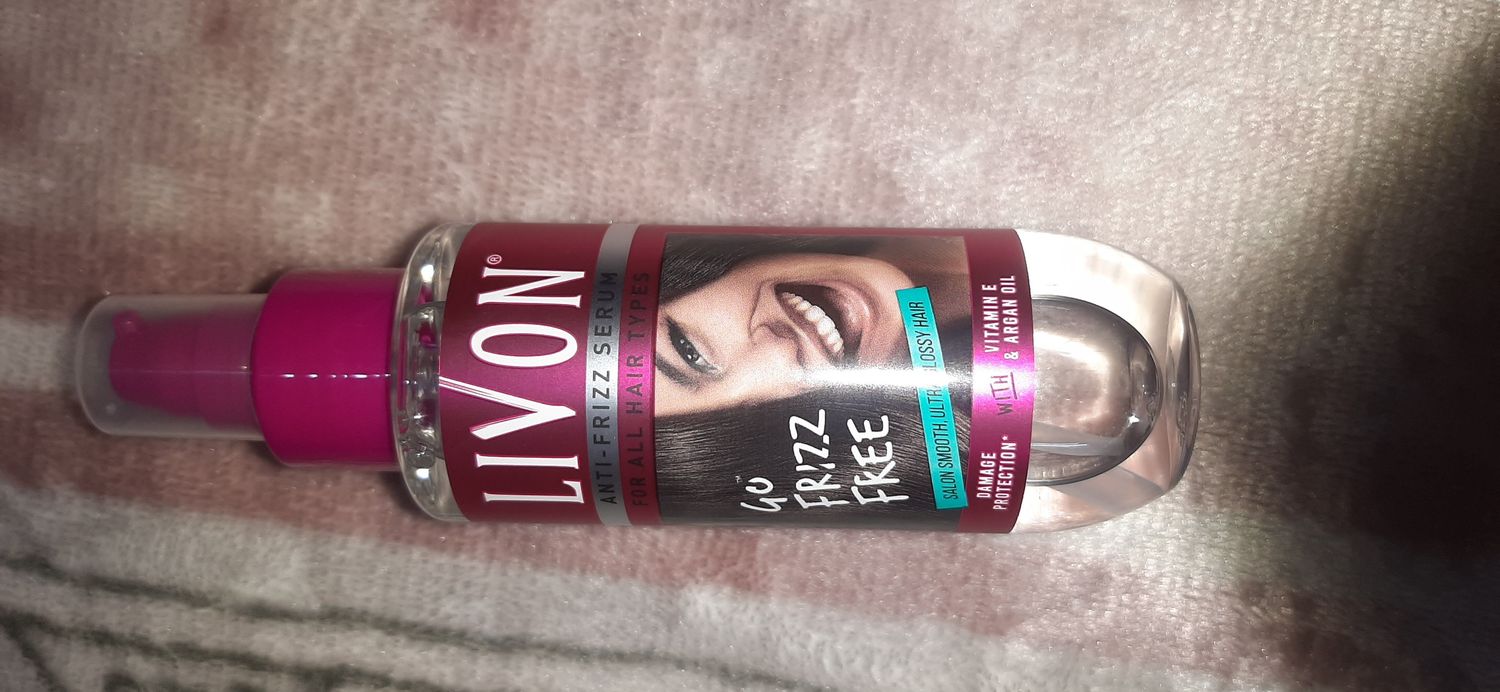 LIVON®
ANTI-FRIZZ SERUM
FOR ALL HAIR TYPES
GO™
FRIZZ
FREE
SALON SMOOTH, ULTRA GLOSSY HAIR
DAMAGE
PROTECTION*
WITH
VITAMIN E
& ARGAN OIL